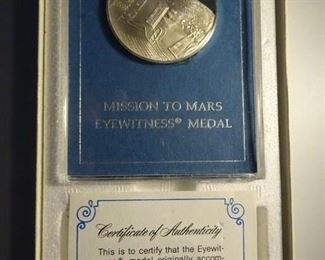 MISSION TO MARS
EYEWITNESS® MEDAL
Certificate of Authenticity
This is to certify that the Eyewit-
medal originally accom-